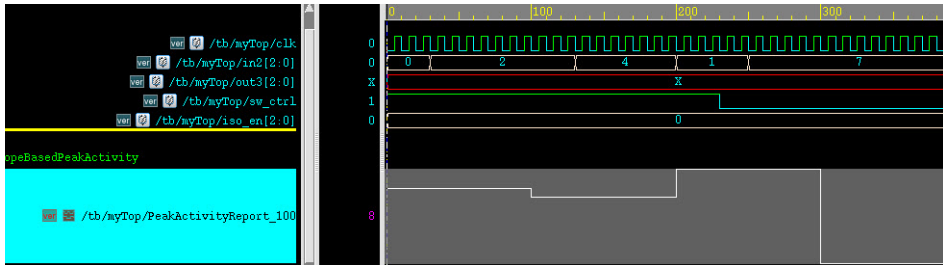 0 100 200 300
ver /tb/myTop/clk 0
ver /tb/myTop/in2[2:0] 0 0 2 4 1 7
ver /tb/myTop/out3[2:0] X X
ver /tb/myTop/sw_ctrl 1
ver /tb/myTop/iso_en[2:0] 0 0
opeBasedPeakActivity
ver /tb/myTop/PeakActivityReport_100 8